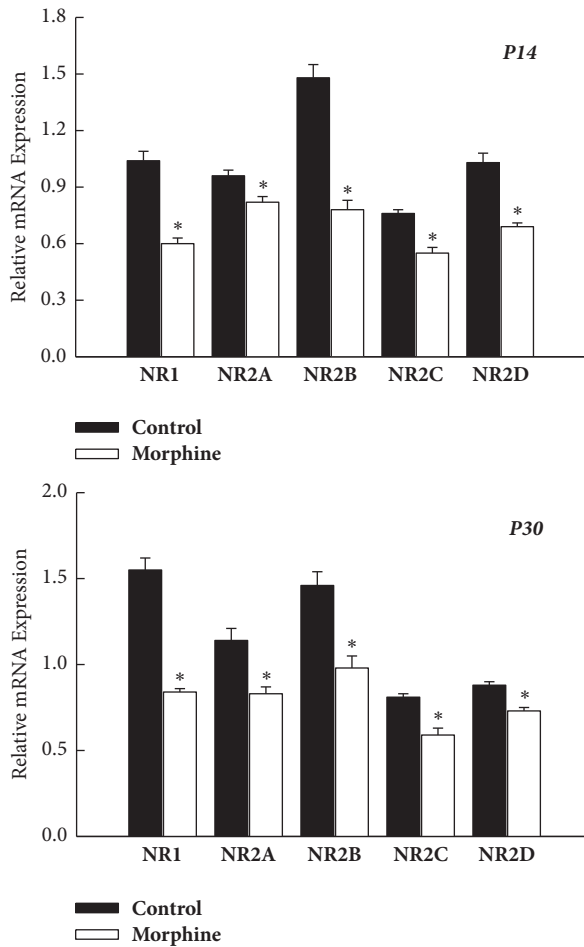 1.8
P14
1.5
1.2
0.9
0.6
0.3
0.0
Relative mRNA Expression
* * * * *
NR1 NR2A NR2B NR2C NR2D
Control
Morphine
2.0
P30
1.5
1.0
0.5
0.0
Relative mRNA Expression
* * * * *
NR1 NR2A NR2B NR2C NR2D
Control
Morphine